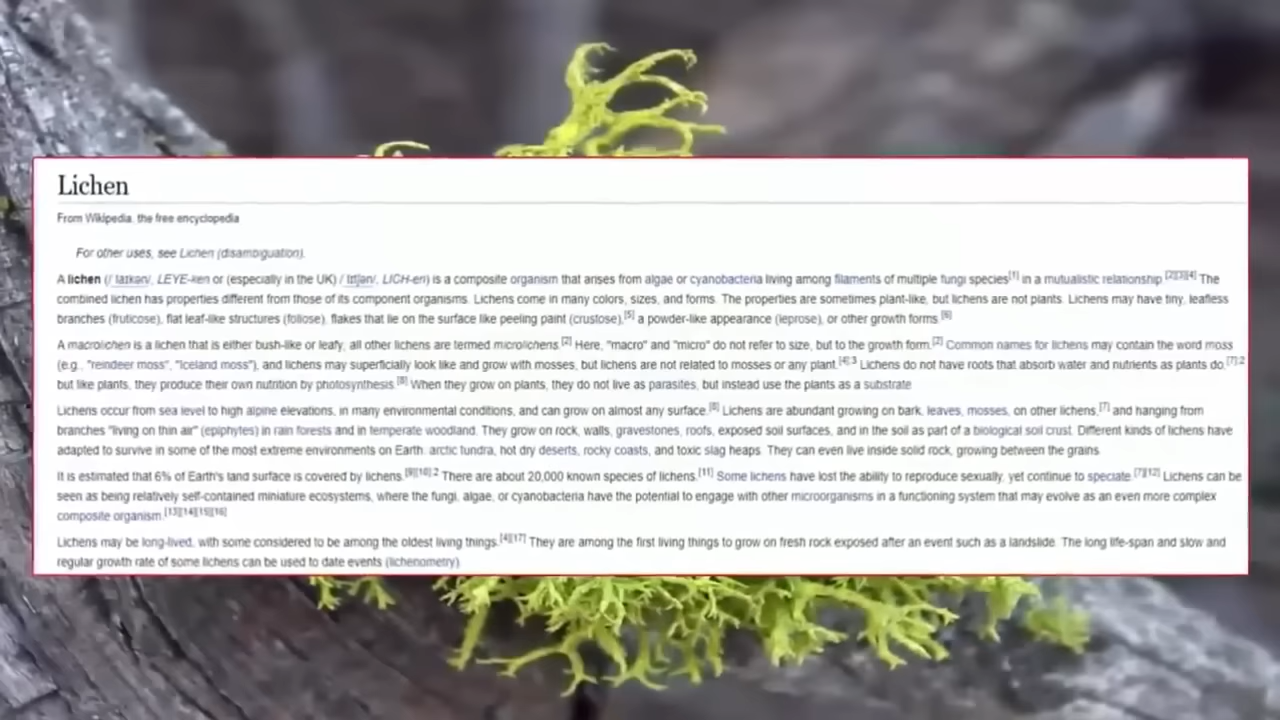 Lichen
From Wikipedia, the free encyclopedia
For other uses, see Lichen (disambiguation).
A lichen (/ˈlaɪkən/, LEYE-ken or (especially in the UK) /ˈlɪtʃən/, LICH-en) is a composite organism that arises from algae or cyanobacteria living among filaments of multiple fungi species[1] in a mutualistic relationship.[2][3][4] The
combined lichen has properties different from those of its component organisms. Lichens come in many colors, sizes, and forms. The properties are sometimes plant-like, but lichens are not plants. Lichens may have tiny, leafless
branches (fruticose), flat leaf-like structures (foliose), flakes that lie on the surface like peeling paint (crustose),[5] a powder-like appearance (leprose), or other growth forms.[6]
A macrolichen is a lichen that is either bush-like or leafy; all other lichens are termed microlichens.[2] Here, "macro" and "micro" do not refer to size, but to the growth form.[2] Common names for lichens may contain the word moss
(e.g., "reindeer moss", "Iceland moss"), and lichens may superficially look like and grow with mosses, but lichens are not related to mosses or any plant.[4]:3 Lichens do not have roots that absorb water and nutrients as plants do,[7]:2
but like plants, they produce their own nutrition by photosynthesis.[8] When they grow on plants, they do not live as parasites, but instead use the plants as a substrate
Lichens occur from sea level to high alpine elevations, in many environmental conditions, and can grow on almost any surface.[8] Lichens are abundant growing on bark, leaves, mosses, on other lichens,[7] and hanging from
branches "living on thin air" (epiphytes) in rain forests and in temperate woodland. They grow on rock, walls, gravestones, roofs, exposed soil surfaces, and in the soil as part of a biological soil crust. Different kinds of lichens have
adapted to survive in some of the most extreme environments on Earth: arctic tundra, hot dry deserts, rocky coasts, and toxic slag heaps. They can even live inside solid rock, growing between the grains.
It is estimated that 6% of Earth's land surface is covered by lichens.[9][10]:2 There are about 20,000 known species of lichens.[11] Some lichens have lost the ability to reproduce sexually, yet continue to speciate.[7][12] Lichens can be
seen as being relatively self-contained miniature ecosystems, where the fungi, algae, or cyanobacteria have the potential to engage with other microorganisms in a functioning system that may evolve as an even more complex
composite organism.[13][14][15][16]
Lichens may be long-lived, with some considered to be among the oldest living things.[4][17] They are among the first living things to grow on fresh rock exposed after an event such as a landslide. The long life-span and slow and
regular growth rate of some lichens can be used to date events (lichenometry)